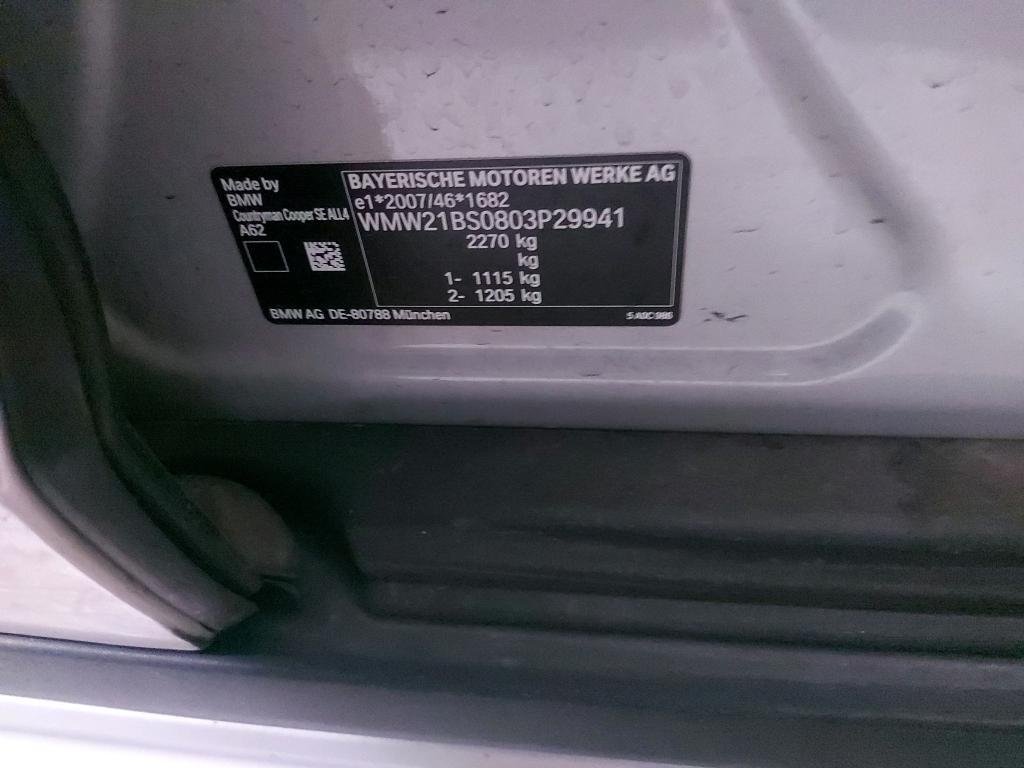 Made by
BMW
Countryman Cooper SE ALL4
A62
BAYERISCHE MOTOREN WERKE AG
e1*2007/46*1682
WMW21BS0803P29941
2270 kg
kg
1- 1115 kg
2- 1205 kg
BMW AG DE-80788 München